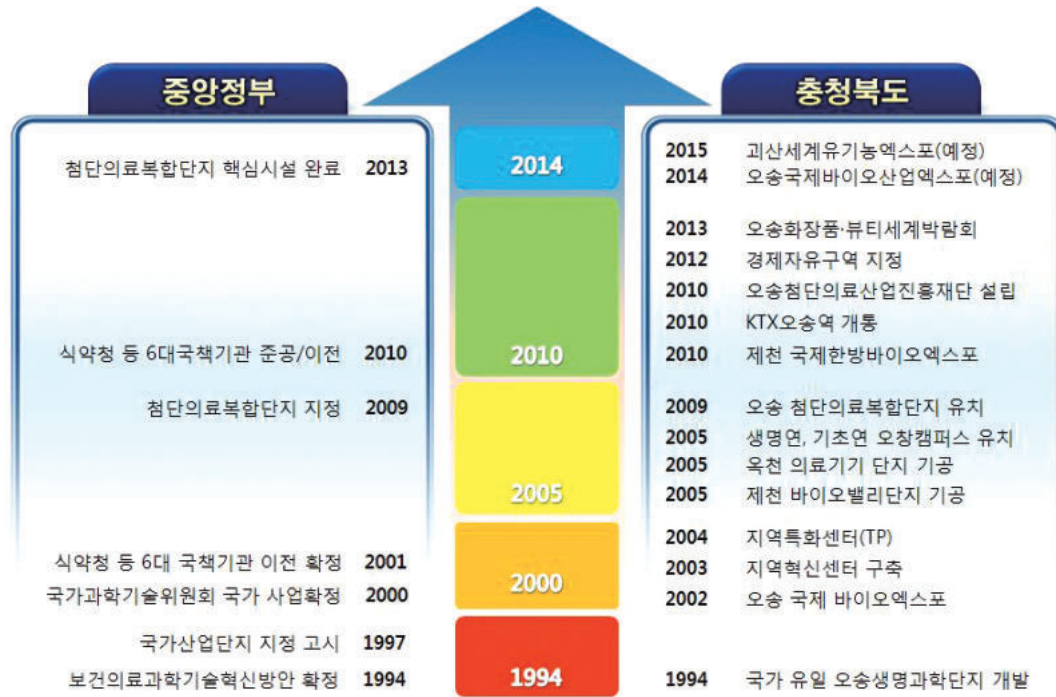 중앙정부
첨단의료복합단지 핵심시설 완료 2013
식약청 등 6대국책기관 준공/이전 2010
첨단의료복합단지 지정 2009
식약청 등 6대 국책기관 이전 확정 2001
국가과학기술위원회 국가 사업확정 2000
국가산업단지 지정 고시 1997
보건의료과학기술혁신방안 확정 1994
2014
2010
2005
2000
1994
충청북도
2015 괴산세계유기농엑스포(예정)
2014 오송국제바이오산업엑스포(예정)
2013 오송화장품·뷰티세계박람회
2012 경제자유구역 지정
2010 오송첨단의료산업진흥재단 설립
2010 KTX오송역 개통
2010 제천 국제한방바이오엑스포
2009 오송 첨단의료복합단지 유치
2005 생명연, 기초연 오창캠퍼스 유치
2005 옥천 의료기기 단지 기공
2005 제천 바이오밸리단지 기공
2004 지역특화센터(TP)
2003 지역혁신센터 구축
2002 오송 국제 바이오엑스포
1994 국가 유일 오송생명과학단지 개발